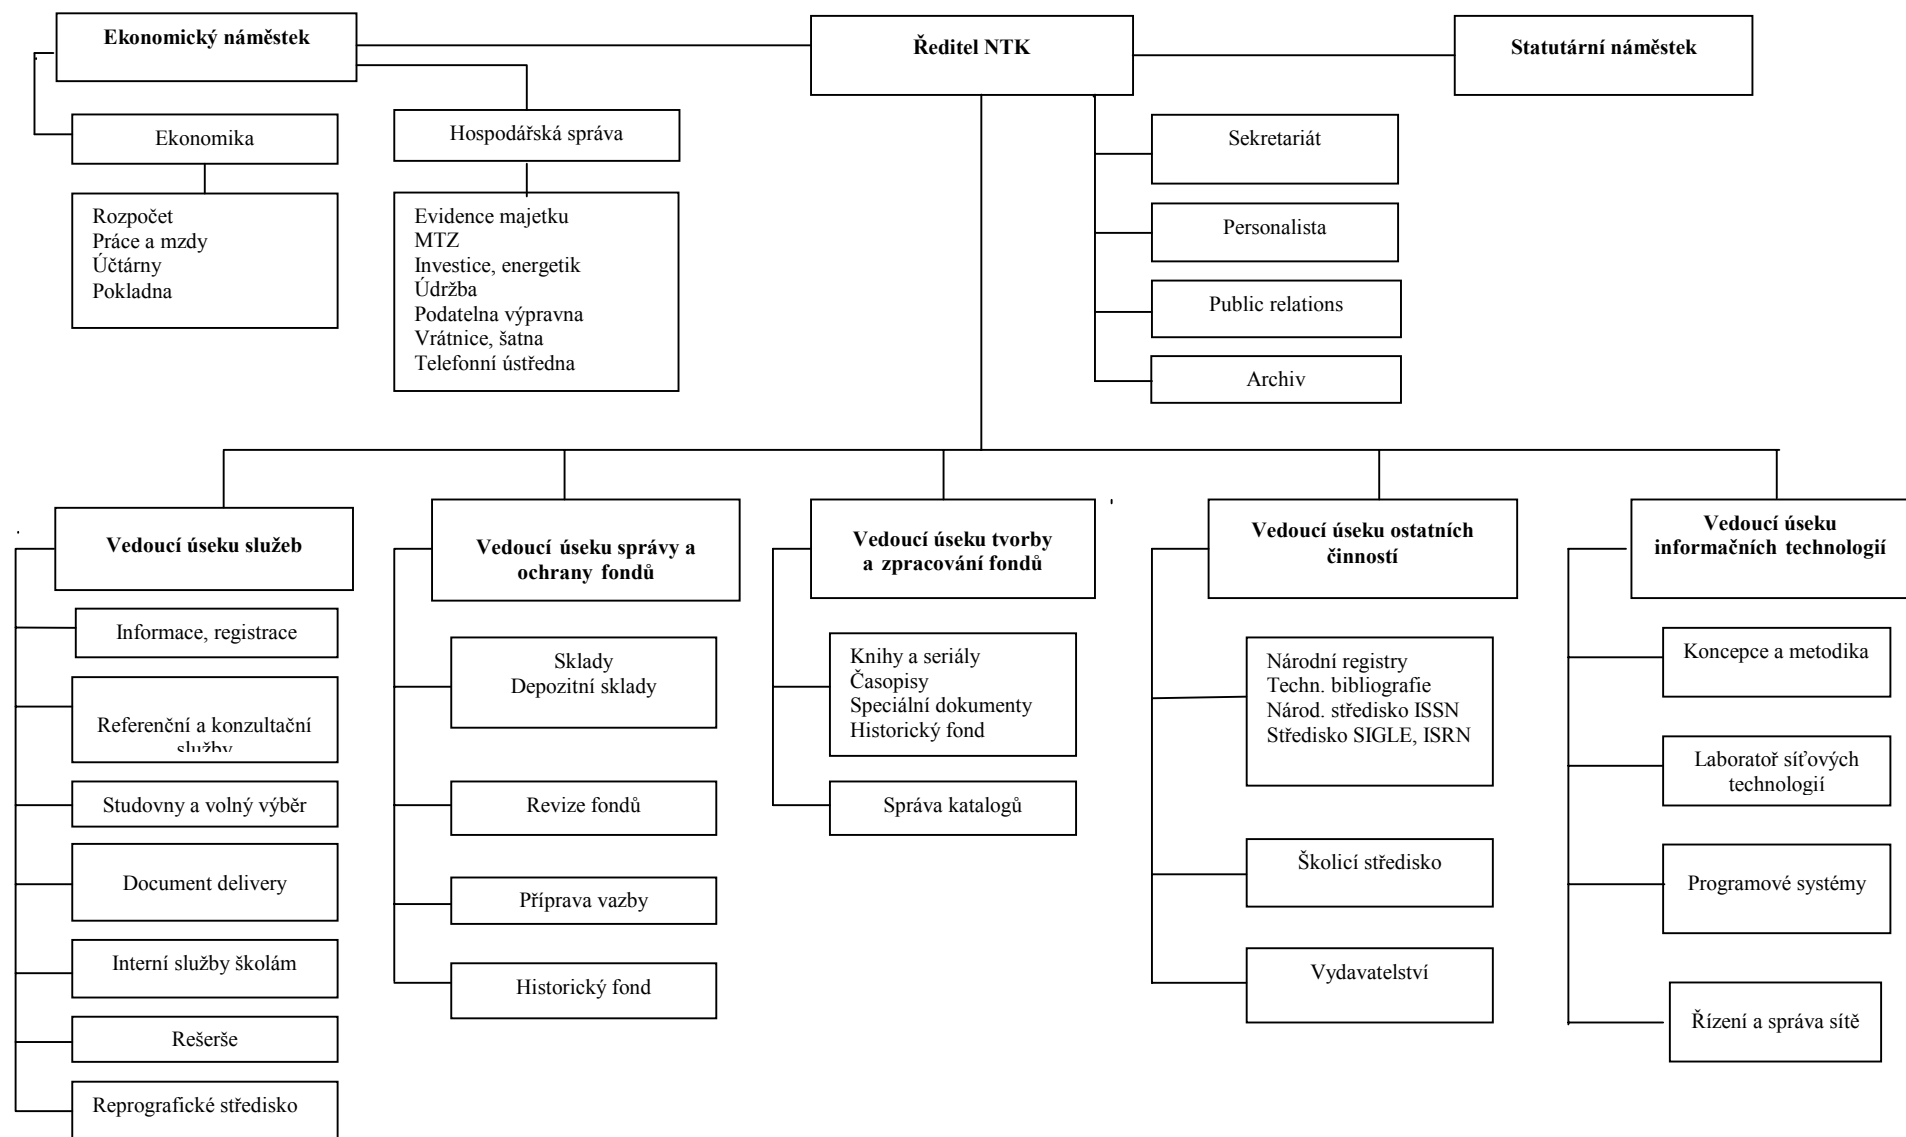 Ekonomický náměstek
Ředitel NTK
Statutární náměstek
Ekonomika
Hospodářská správa
Sekretariát
Rozpočet
Práce a mzdy
Účtárny
Pokladna
Evidence majetku
MTZ
Investice, energetik
Údržba
Podatelna výpravna
Vrátnice, šatna
Telefonní ústředna
Personalista
Public relations
Archiv
Vedoucí úseku služeb
Informace, registrace
Referenční a konzultační
služby
Studovny a volný výběr
Document delivery
Interní služby školám
Rešerše
Reprografické středisko
Vedoucí úseku správy a
ochrany fondů
Sklady
Depozitní sklady
Revize fondů
Příprava vazby
Historický fond
Vedoucí úseku tvorby
a zpracování fondů
Knihy a seriály
Časopisy
Speciální dokumenty
Historický fond
Správa katalogů
Vedoucí úseku ostatních
činností
Národní registry
Techn. bibliografie
Národ. středisko ISSN
Středisko SIGLE, ISRN
Školicí středisko
Vydavatelství
Vedoucí úseku
informačních technologií
Koncepce a metodika
Laboratoř síťových
technologií
Programové systémy
Řízení a správa sítě